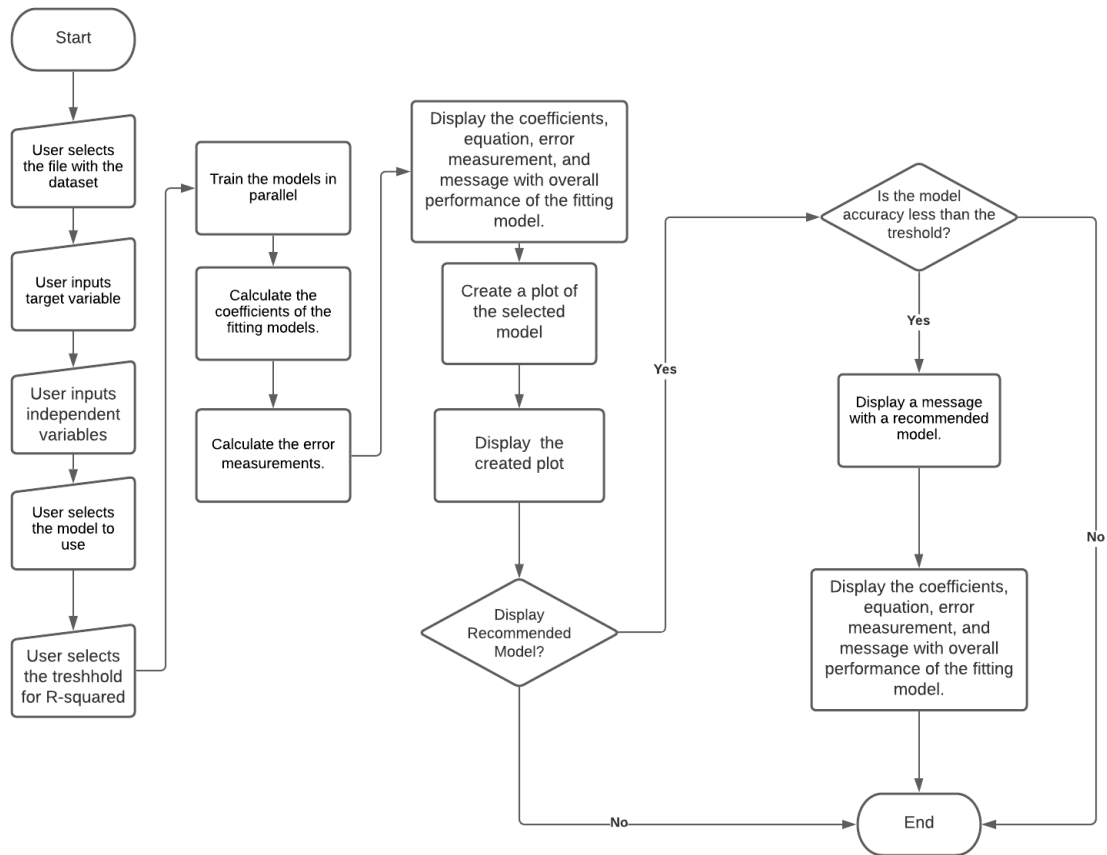 Start
User selects
the file with the
dataset
User inputs
target variable
User inputs
independent
variables
User selects
the model to
use
User selects
the treshhold
for R-squared
Train the models in
parallel
Calculate the
coefficients of the
fitting models.
Calculate the error
measurements.
Display the coefficients,
equation, error
measurement, and
message with overall
performance of the fitting
model.
Create a plot of
the selected
model
Display the
created plot
Display
Recommended
Model?
Yes
No
Is the model
accuracy less than the
treshold?
Yes
No
Display a message
with a recommended
model.
Display the coefficients,
equation, error
measurement, and
message with overall
performance of the fitting
model.
End